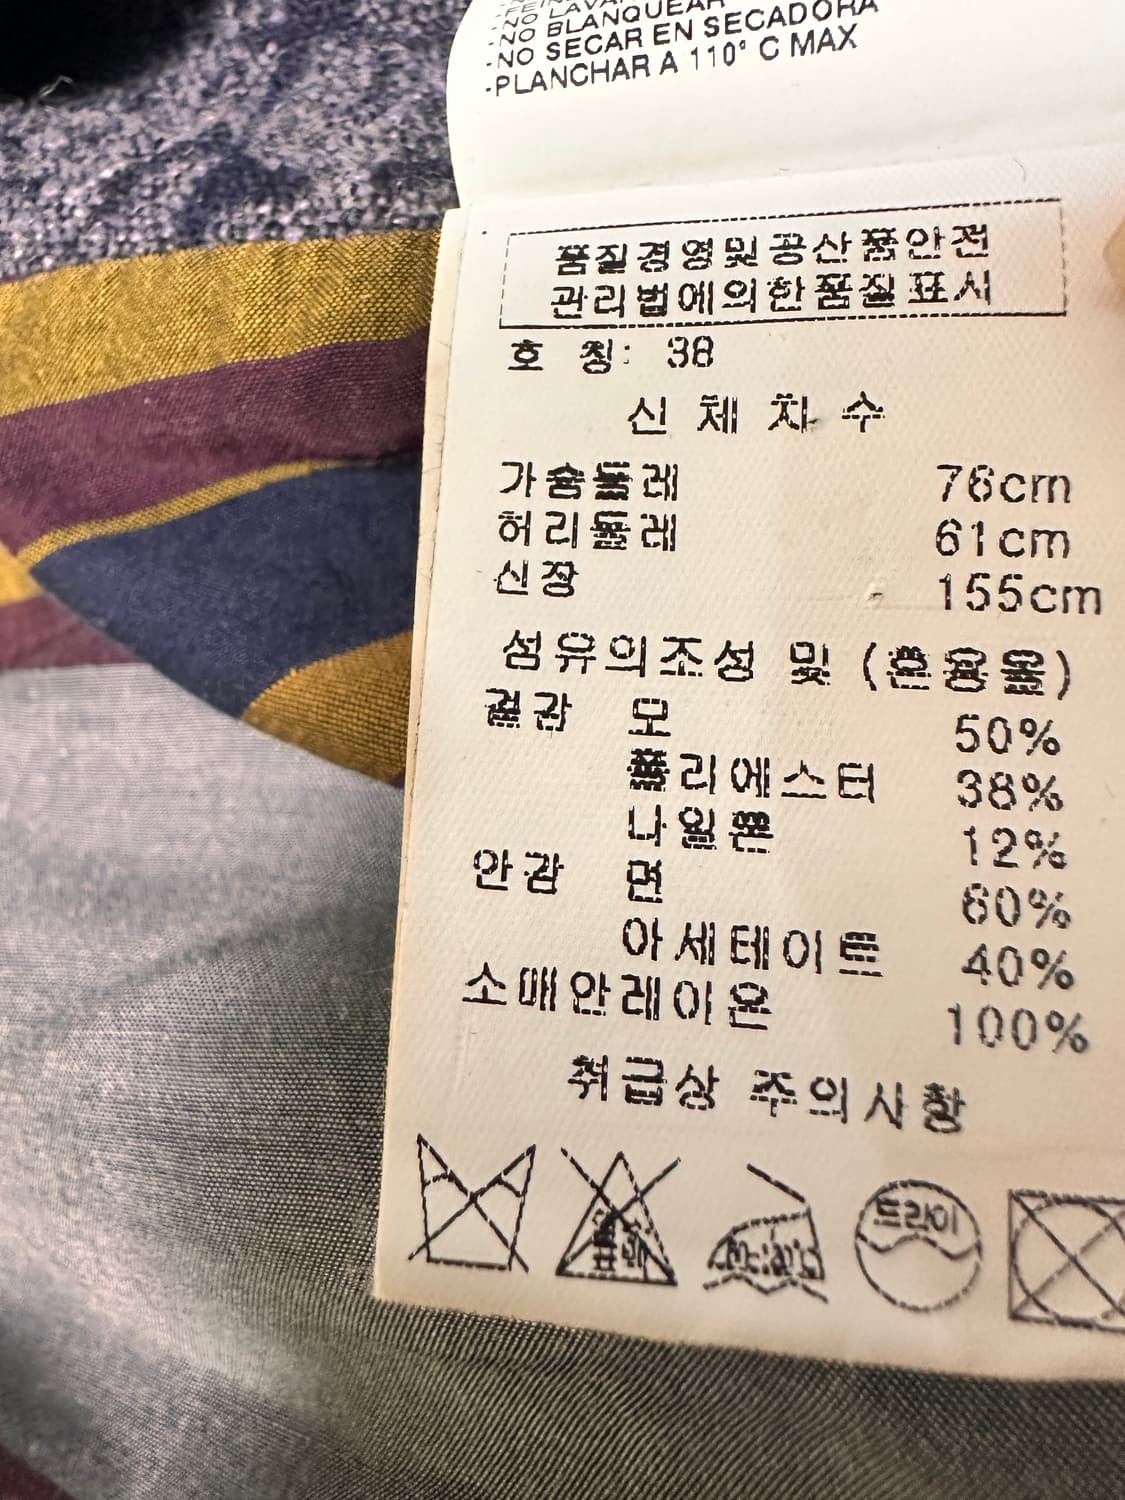 -NO LAVAR
-NO BLANQUEAR
-NO SECAR EN SECADORA
-PLANCHAR A 110° C MAX
품질경영및공산품안전
관리법에의한품질표시
호 칭: 38
신 체 치 수
가슴둘레 76cm
허리둘레 61cm
신장 155cm
섬유의조성 및 (혼용율)
겉감 모 50%
폴리에스터 38%
나일론 12%
안감 면 60%
아세테이트 40%
소매안레이온 100%
취급상 주의사항
드라이